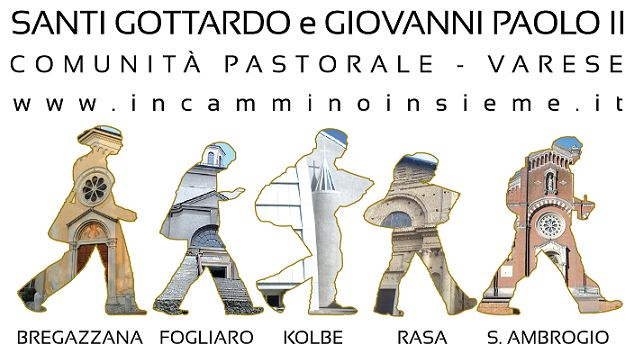 SANTI GOTTARDO e GIOVANNI PAOLO II
COMUNITÀ PASTORALE - VARESE
www.incamminoinsieme.it
BREGAZZANA FOGLIARO KOLBE RASA S. AMBROGIO